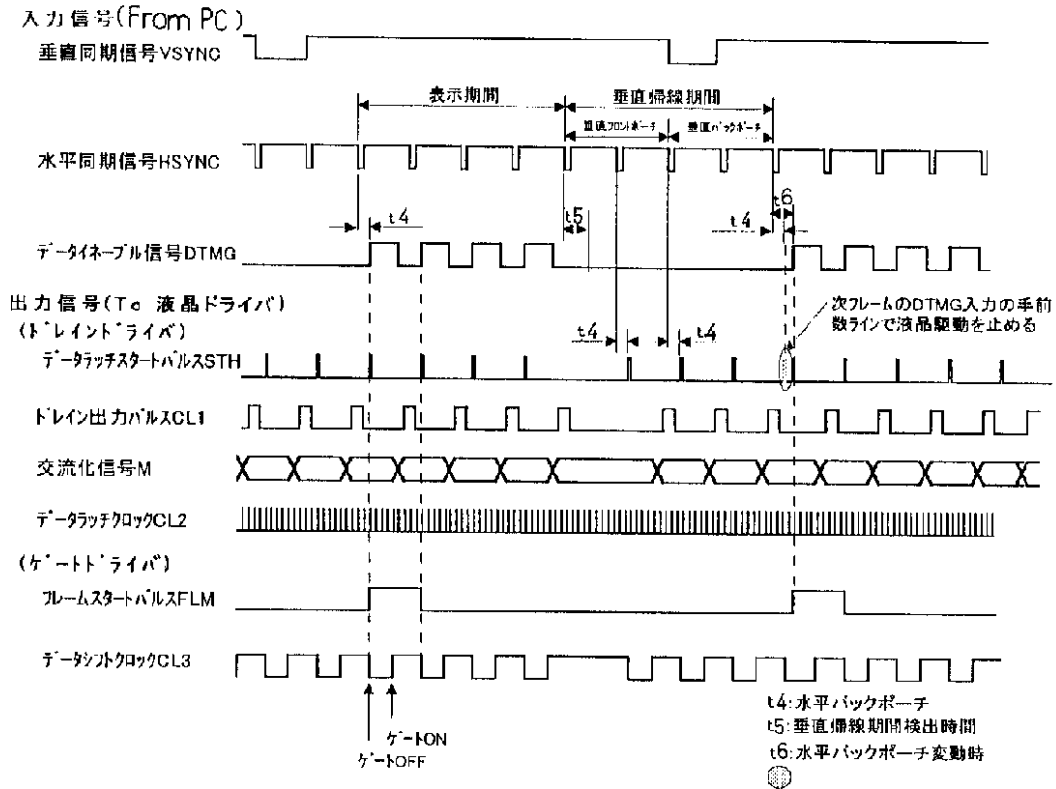 入力信号(From PC)
垂直同期信号VSYNC
表示期間
垂直帰線期間
垂直フロントポーチ
垂直バックポーチ
水平同期信号HSYNC
t4
t5
t4
t6
データイネーブル信号DTMG
出力信号(To 液晶ドライバ)
(ドレインドライバ)
次フレームのDTMG入力の手前
数ラインで液晶駆動を止める
t4
t4
データラッチスタートパルスSTH
ドレイン出力パルスCL1
交流化信号M
データラッチクロックCL2
(ゲートドライバ)
フレームスタートパルスFLM
データシフトクロックCL3
ゲートON
ゲートOFF
t4:水平バックポーチ
t5:垂直帰線期間検出時間
t6:水平バックポーチ変動時